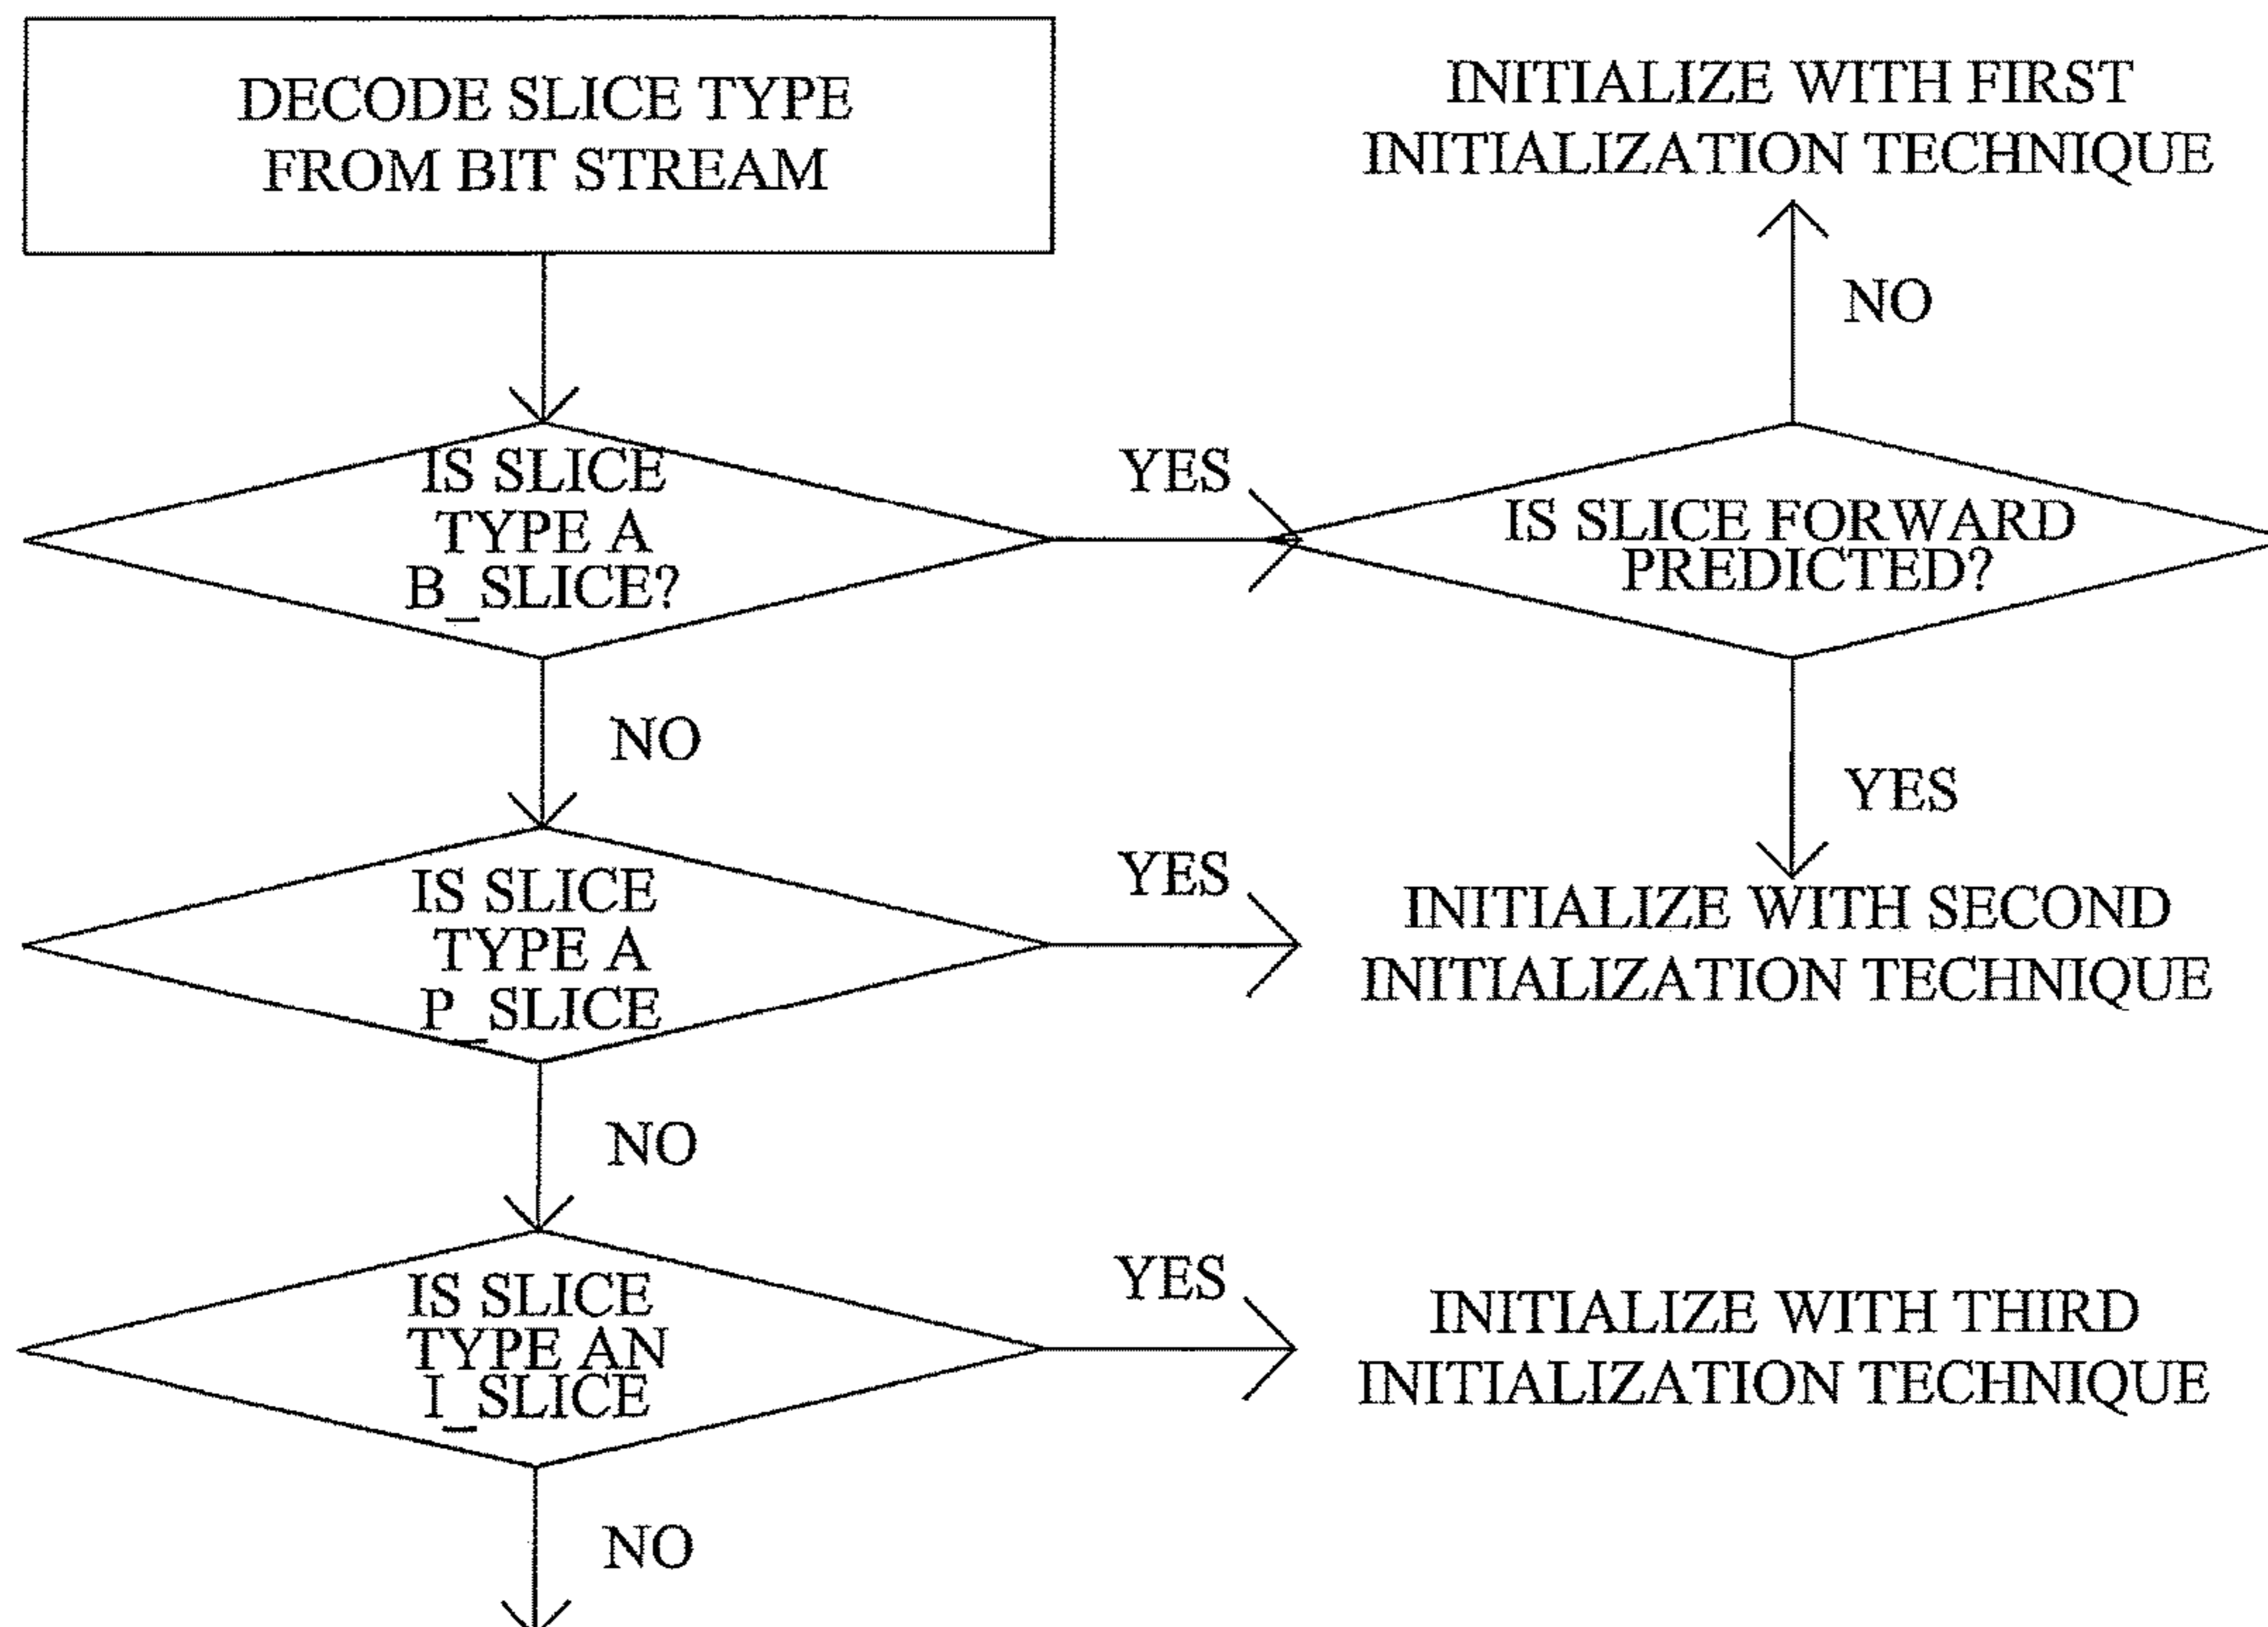 DECODE SLICE TYPE
FROM BIT STREAM
INITIALIZE WITH FIRST
INITIALIZATION TECHNIQUE
NO
IS SLICE
TYPE A
B_SLICE?
YES
IS SLICE FORWARD
PREDICTED?
NO
YES
IS SLICE
TYPE A
P_SLICE
YES
INITIALIZE WITH SECOND
INITIALIZATION TECHNIQUE
NO
IS SLICE
TYPE AN
I_SLICE
YES
INITIALIZE WITH THIRD
INITIALIZATION TECHNIQUE
NO